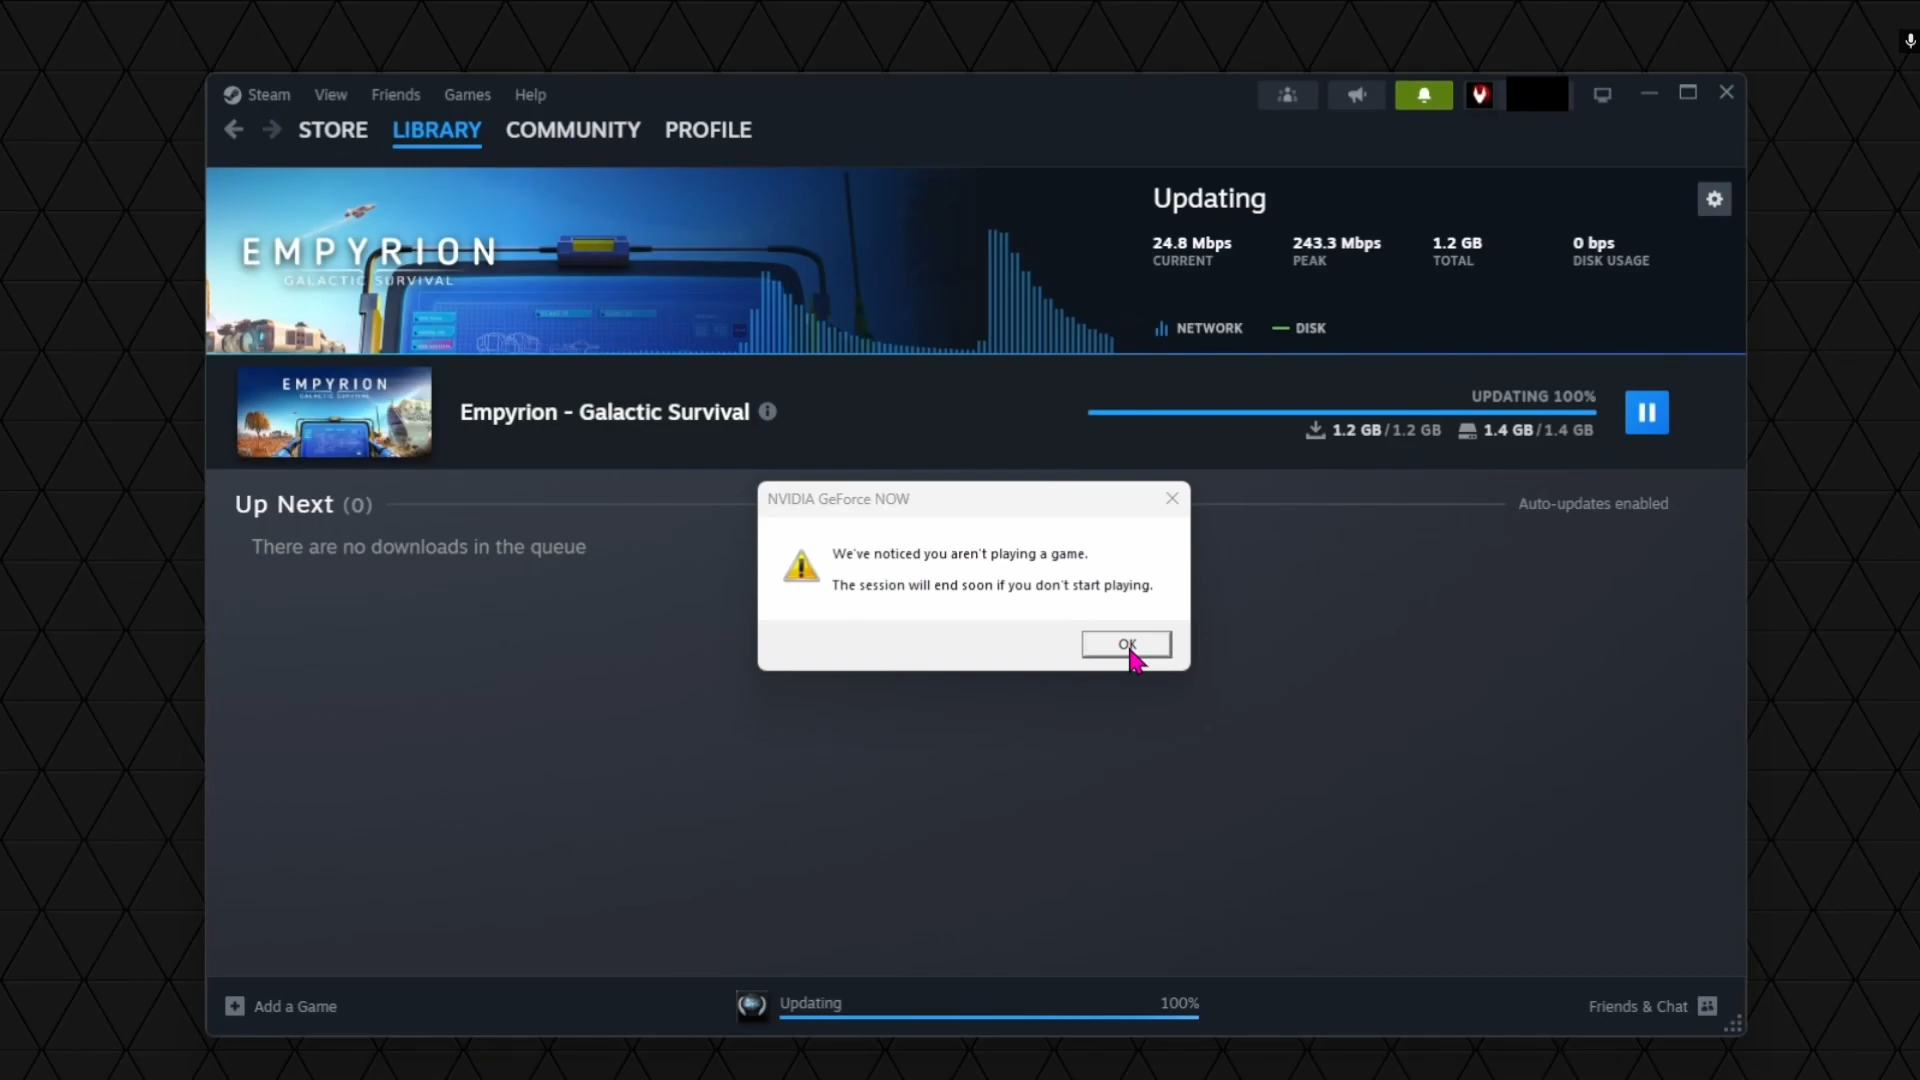 Steam View Friends Games Help
STORE LIBRARY COMMUNITY PROFILE
EMPYRION
GALACTIC SURVIVAL
Updating
24.8 Mbps 243.3 Mbps 1.2 GB 0 bps
CURRENT PEAK TOTAL DISK USAGE
NETWORK DISK
EMPYRION
GALACTIC SURVIVAL
Empyrion - Galactic Survival
UPDATING 100%
1.2 GB/1.2 GB 1.4 GB/1.4 GB
Up Next (0)
Auto-updates enabled
There are no downloads in the queue
NVIDIA GeForce NOW
We've noticed you aren't playing a game.
The session will end soon if you don't start playing.
OK
Add a Game
Updating 100%
Friends & Chat